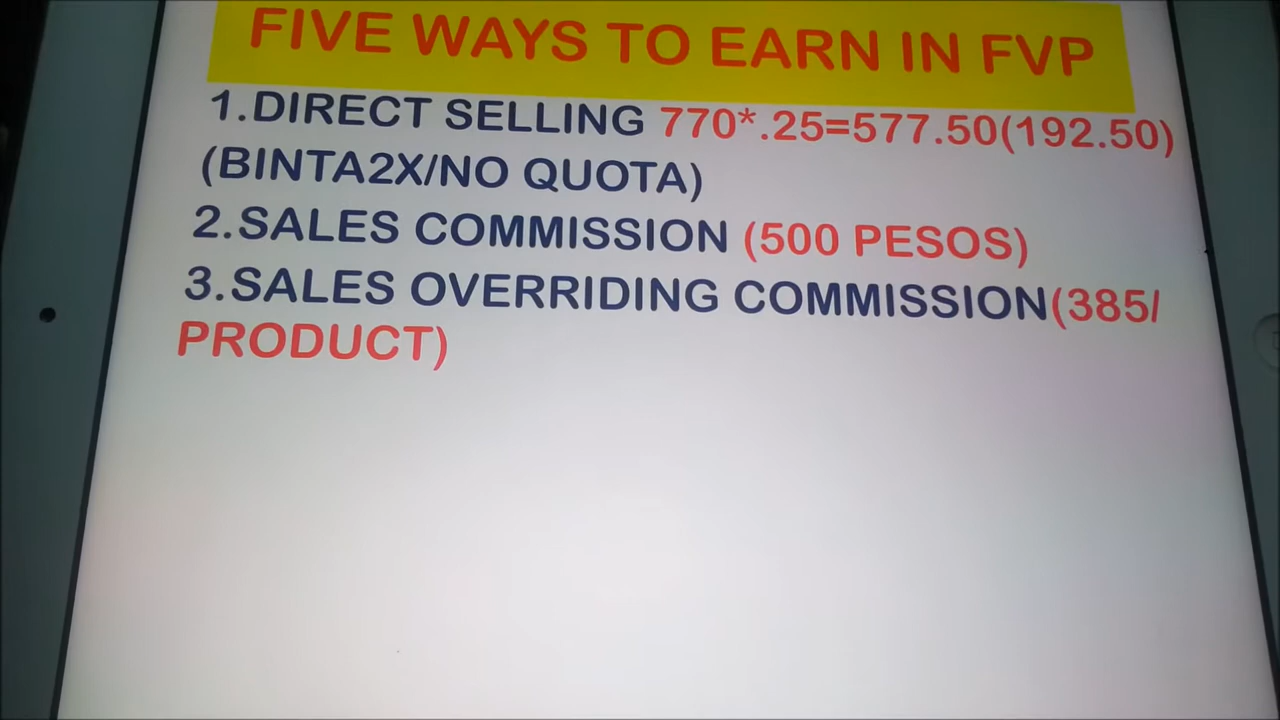 FIVE WAYS TO EARN IN FVP
1.DIRECT SELLING 770*.25=577.50(192.50)
(BINTA2X/NO QUOTA)
2.SALES COMMISSION (500 PESOS)
3.SALES OVERRIDING COMMISSION(385/
PRODUCT)